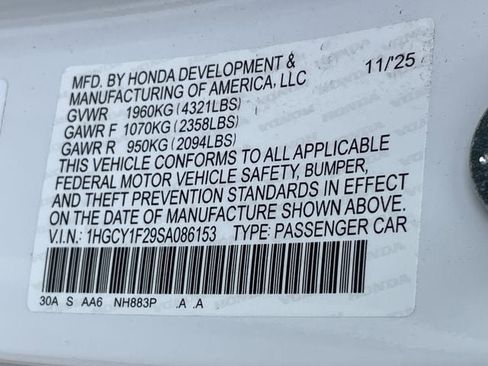 MFD. BY HONDA DEVELOPMENT & 11/'25
MANUFACTURING OF AMERICA, LLC
GVWR 1960KG (4321LBS)
GAWR F 1070KG (2358LBS)
GAWR R 950KG (2094LBS)
THIS VEHICLE CONFORMS TO ALL APPLICABLE
FEDERAL MOTOR VEHICLE SAFETY, BUMPER,
AND THEFT PREVENTION STANDARDS IN EFFECT
ON THE DATE OF MANUFACTURE SHOWN ABOVE.
V.I.N.: 1HGCY1F29SA086153 TYPE: PASSENGER CAR
30A S AA6 NH883P .A .A